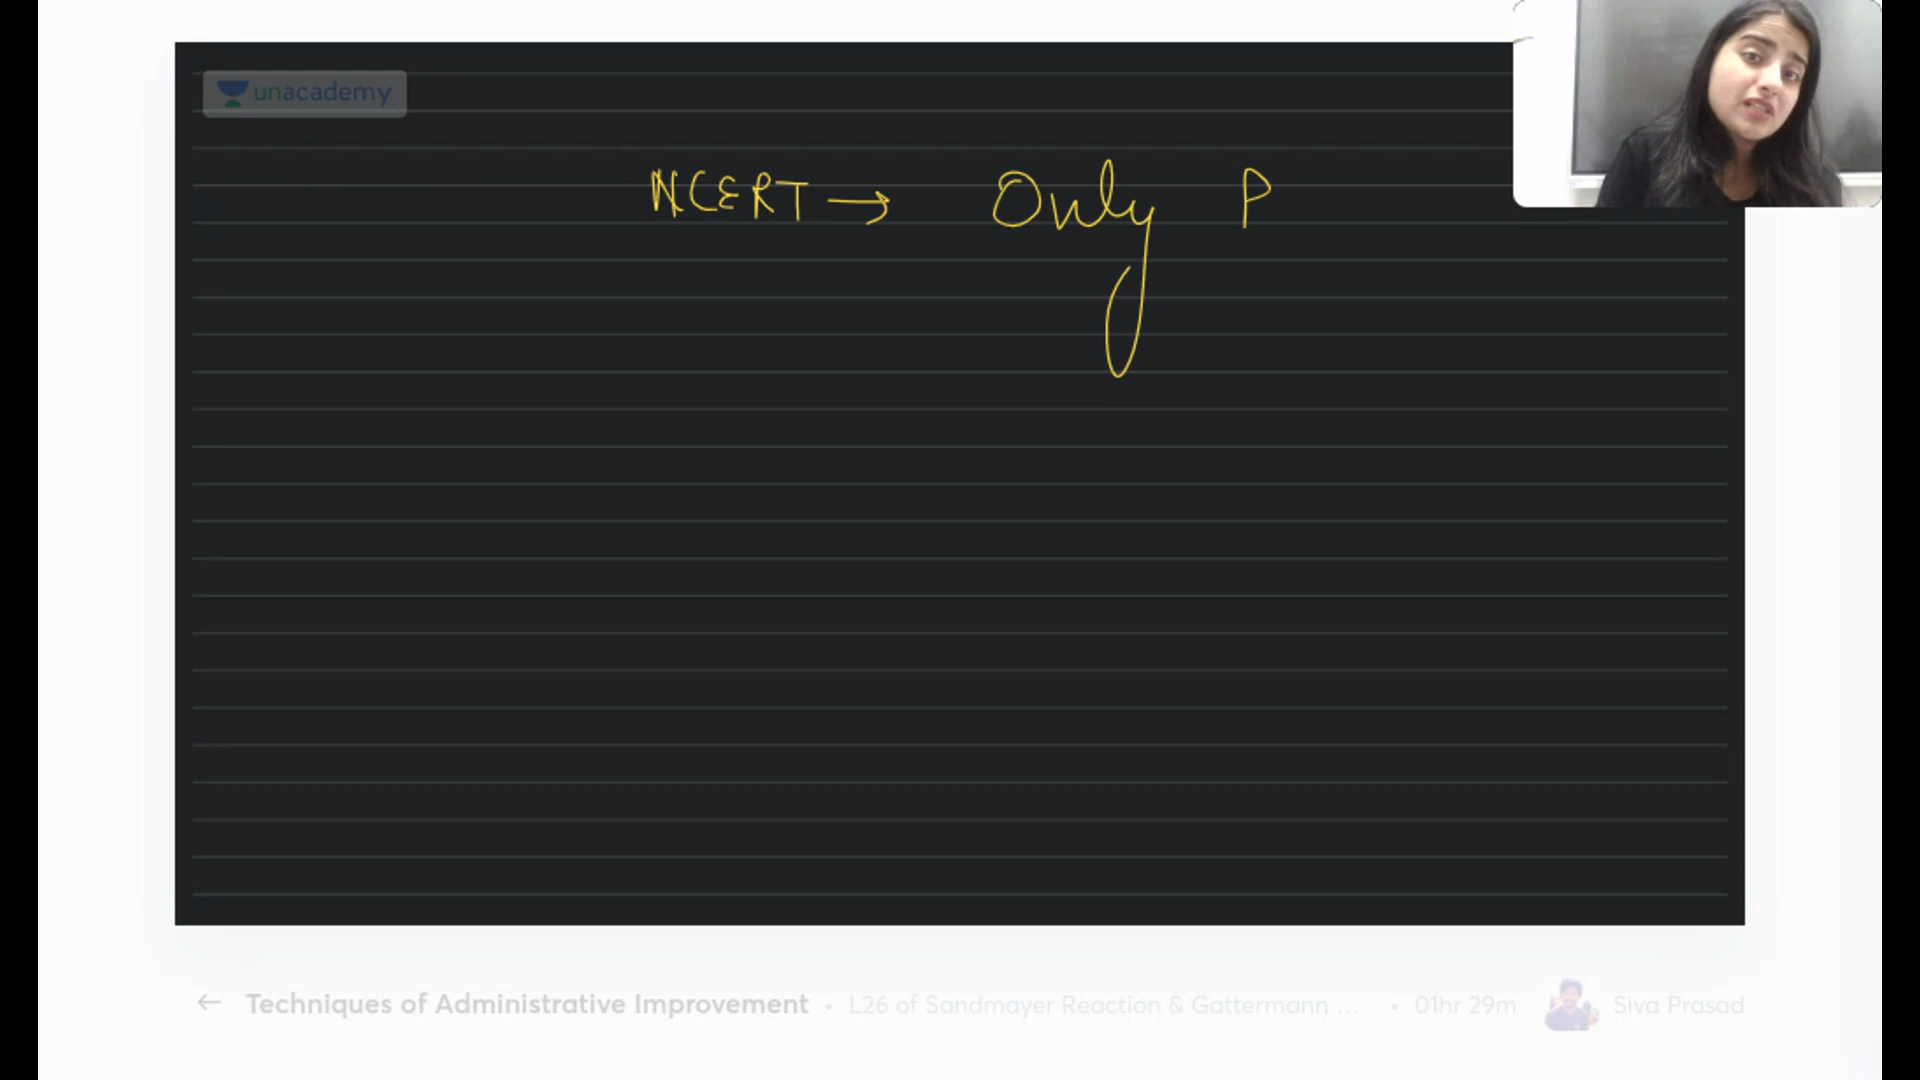 unacademy
NCERT → Only P
← Techniques of Administrative Improvement • L26 of Sandmayer Reaction & Gattermann ... • 01hr 29m Siva Prasad